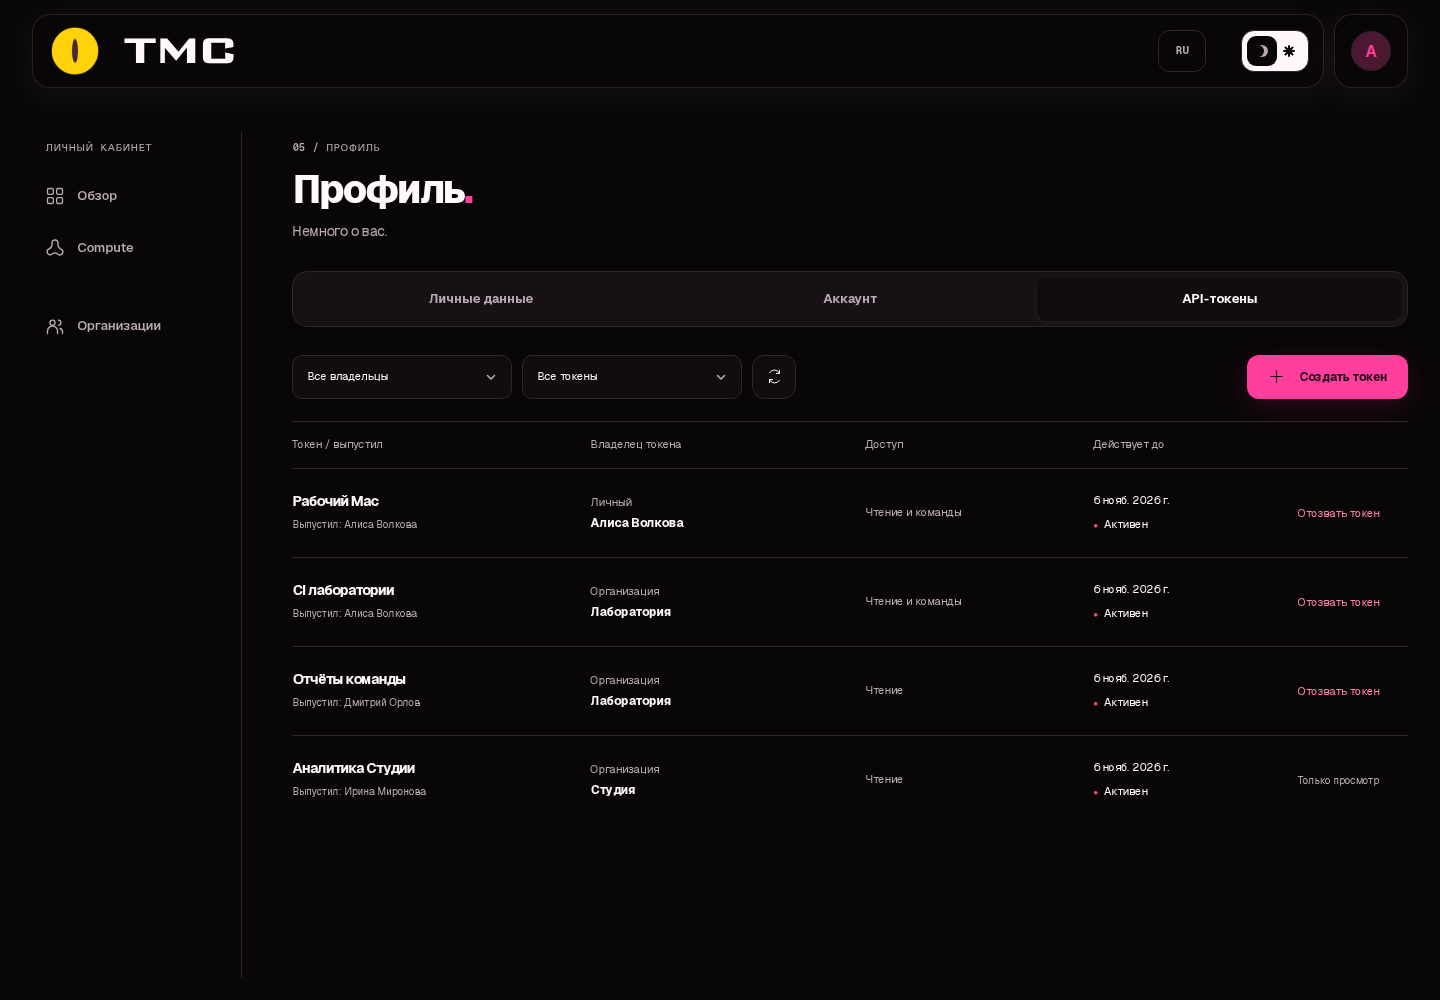 TMC
RU
A
ЛИЧНЫЙ КАБИНЕТ
Обзор
Compute
Организации
05 / ПРОФИЛЬ
Профиль.
Немного о вас.
Личные данные
Аккаунт
API-токены
Все владельцы
Все токены
Создать токен
Токен / выпустил
Владелец токена
Доступ
Действует до
Рабочий Mac
Выпустил: Алиса Волкова
Личный
Алиса Волкова
Чтение и команды
6 нояб. 2026 г.
Активен
Отозвать токен
CI лаборатории
Выпустил: Алиса Волкова
Организация
Лаборатория
Чтение и команды
6 нояб. 2026 г.
Активен
Отозвать токен
Отчёты команды
Выпустил: Дмитрий Орлов
Организация
Лаборатория
Чтение
6 нояб. 2026 г.
Активен
Отозвать токен
Аналитика Студии
Выпустил: Ирина Миронова
Организация
Студия
Чтение
6 нояб. 2026 г.
Активен
Только просмотр